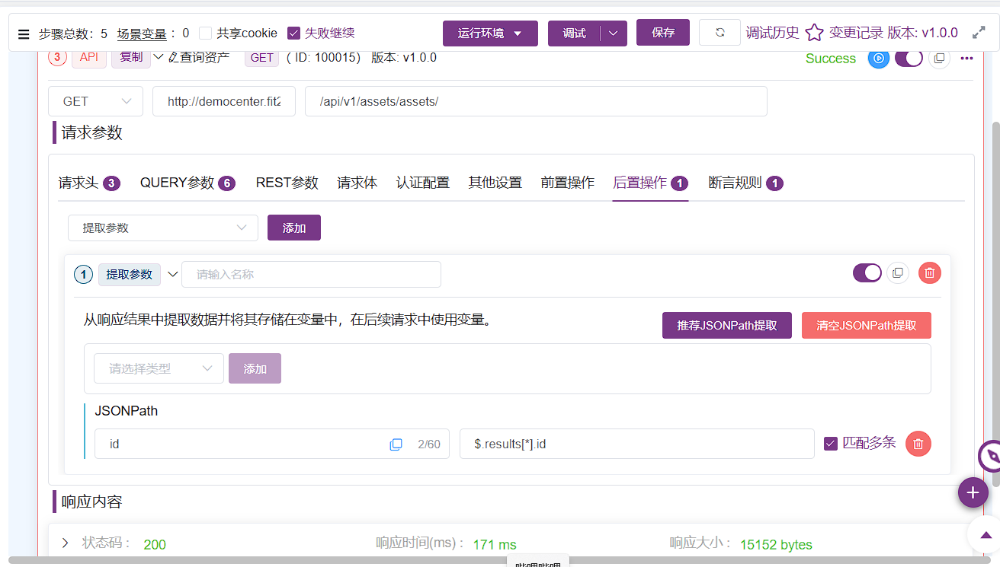 步骤总数：5 场景变量：0 共享cookie 失败继续 运行环境 调试 保存 调试历史 变更记录 版本: v1.0.0
3 API 复制 查询资产 GET （ ID: 100015） 版本: v1.0.0 Success
GET http://democenter.fit2 /api/v1/assets/assets/
请求参数
请求头 3 QUERY参数 6 REST参数 请求体 认证配置 其他设置 前置操作 后置操作 1 断言规则 1
提取参数 添加
1 提取参数 请输入名称
从响应结果中提取数据并将其存储在变量中，在后续请求中使用变量。
推荐JSONPath提取 清空JSONPath提取
请选择类型 添加
JSONPath
id 2/60 $.results[*].id 匹配多条
响应内容
状态码： 200 响应时间(ms)： 171 ms 响应大小： 15152 bytes
哔哩哔哩